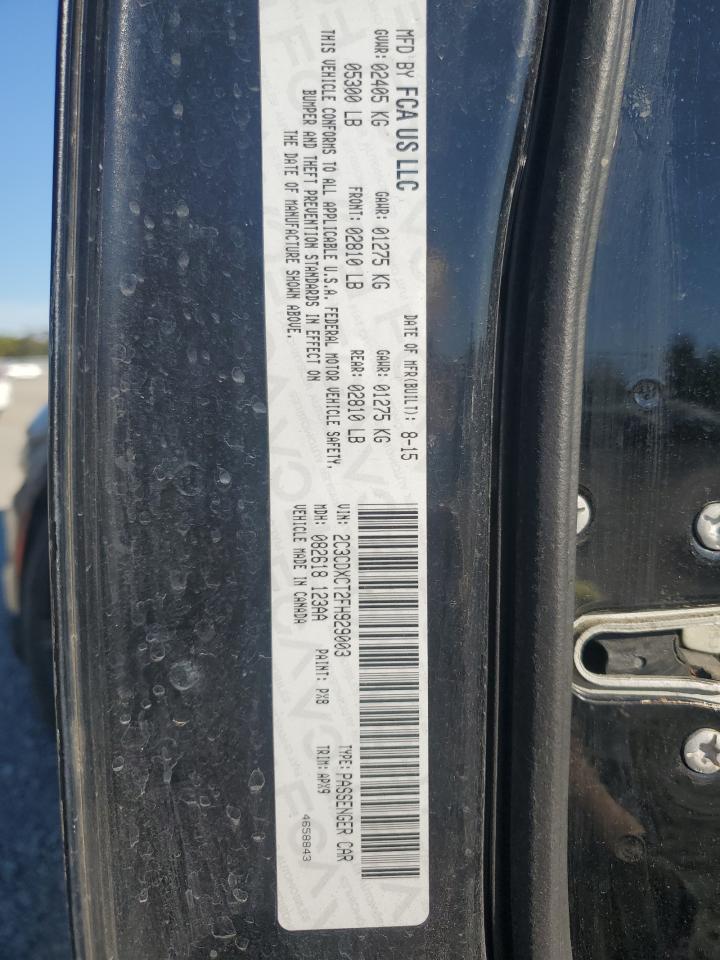 MFD BY FCA US LLC
DATE OF MFR(BUILT): 8-15
GVWR: 02405 KG GAWR: 01275 KG GAWR: 01275 KG
05300 LB FRONT: 02810 LB REAR: 02810 LB
THIS VEHICLE CONFORMS TO ALL APPLICABLE U.S.A. FEDERAL MOTOR VEHICLE SAFETY,
BUMPER AND THEFT PREVENTION STANDARDS IN EFFECT ON
THE DATE OF MANUFACTURE SHOWN ABOVE.
VIN: 2C3CDXCT2FH929003 TYPE: PASSENGER CAR
MDH: 082618 123AA PAINT: PX8 TRIM: APX9
VEHICLE MADE IN CANADA
4658843